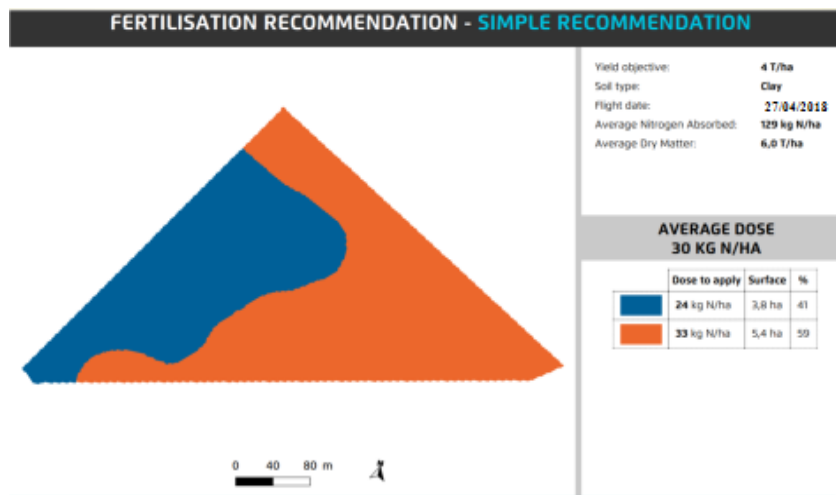 FERTILISATION RECOMMENDATION - SIMPLE RECOMMENDATION
Yield objective: 4 T/ha
Soil type: Clay
Flight date: 27/04/2018
Average Nitrogen Absorbed: 129 kg N/ha
Average Dry Matter: 6,0 T/ha
AVERAGE DOSE
30 KG N/HA
Dose to apply Surface %
24 kg N/ha 3,8 ha 41
33 kg N/ha 5,4 ha 59
0 40 80 m